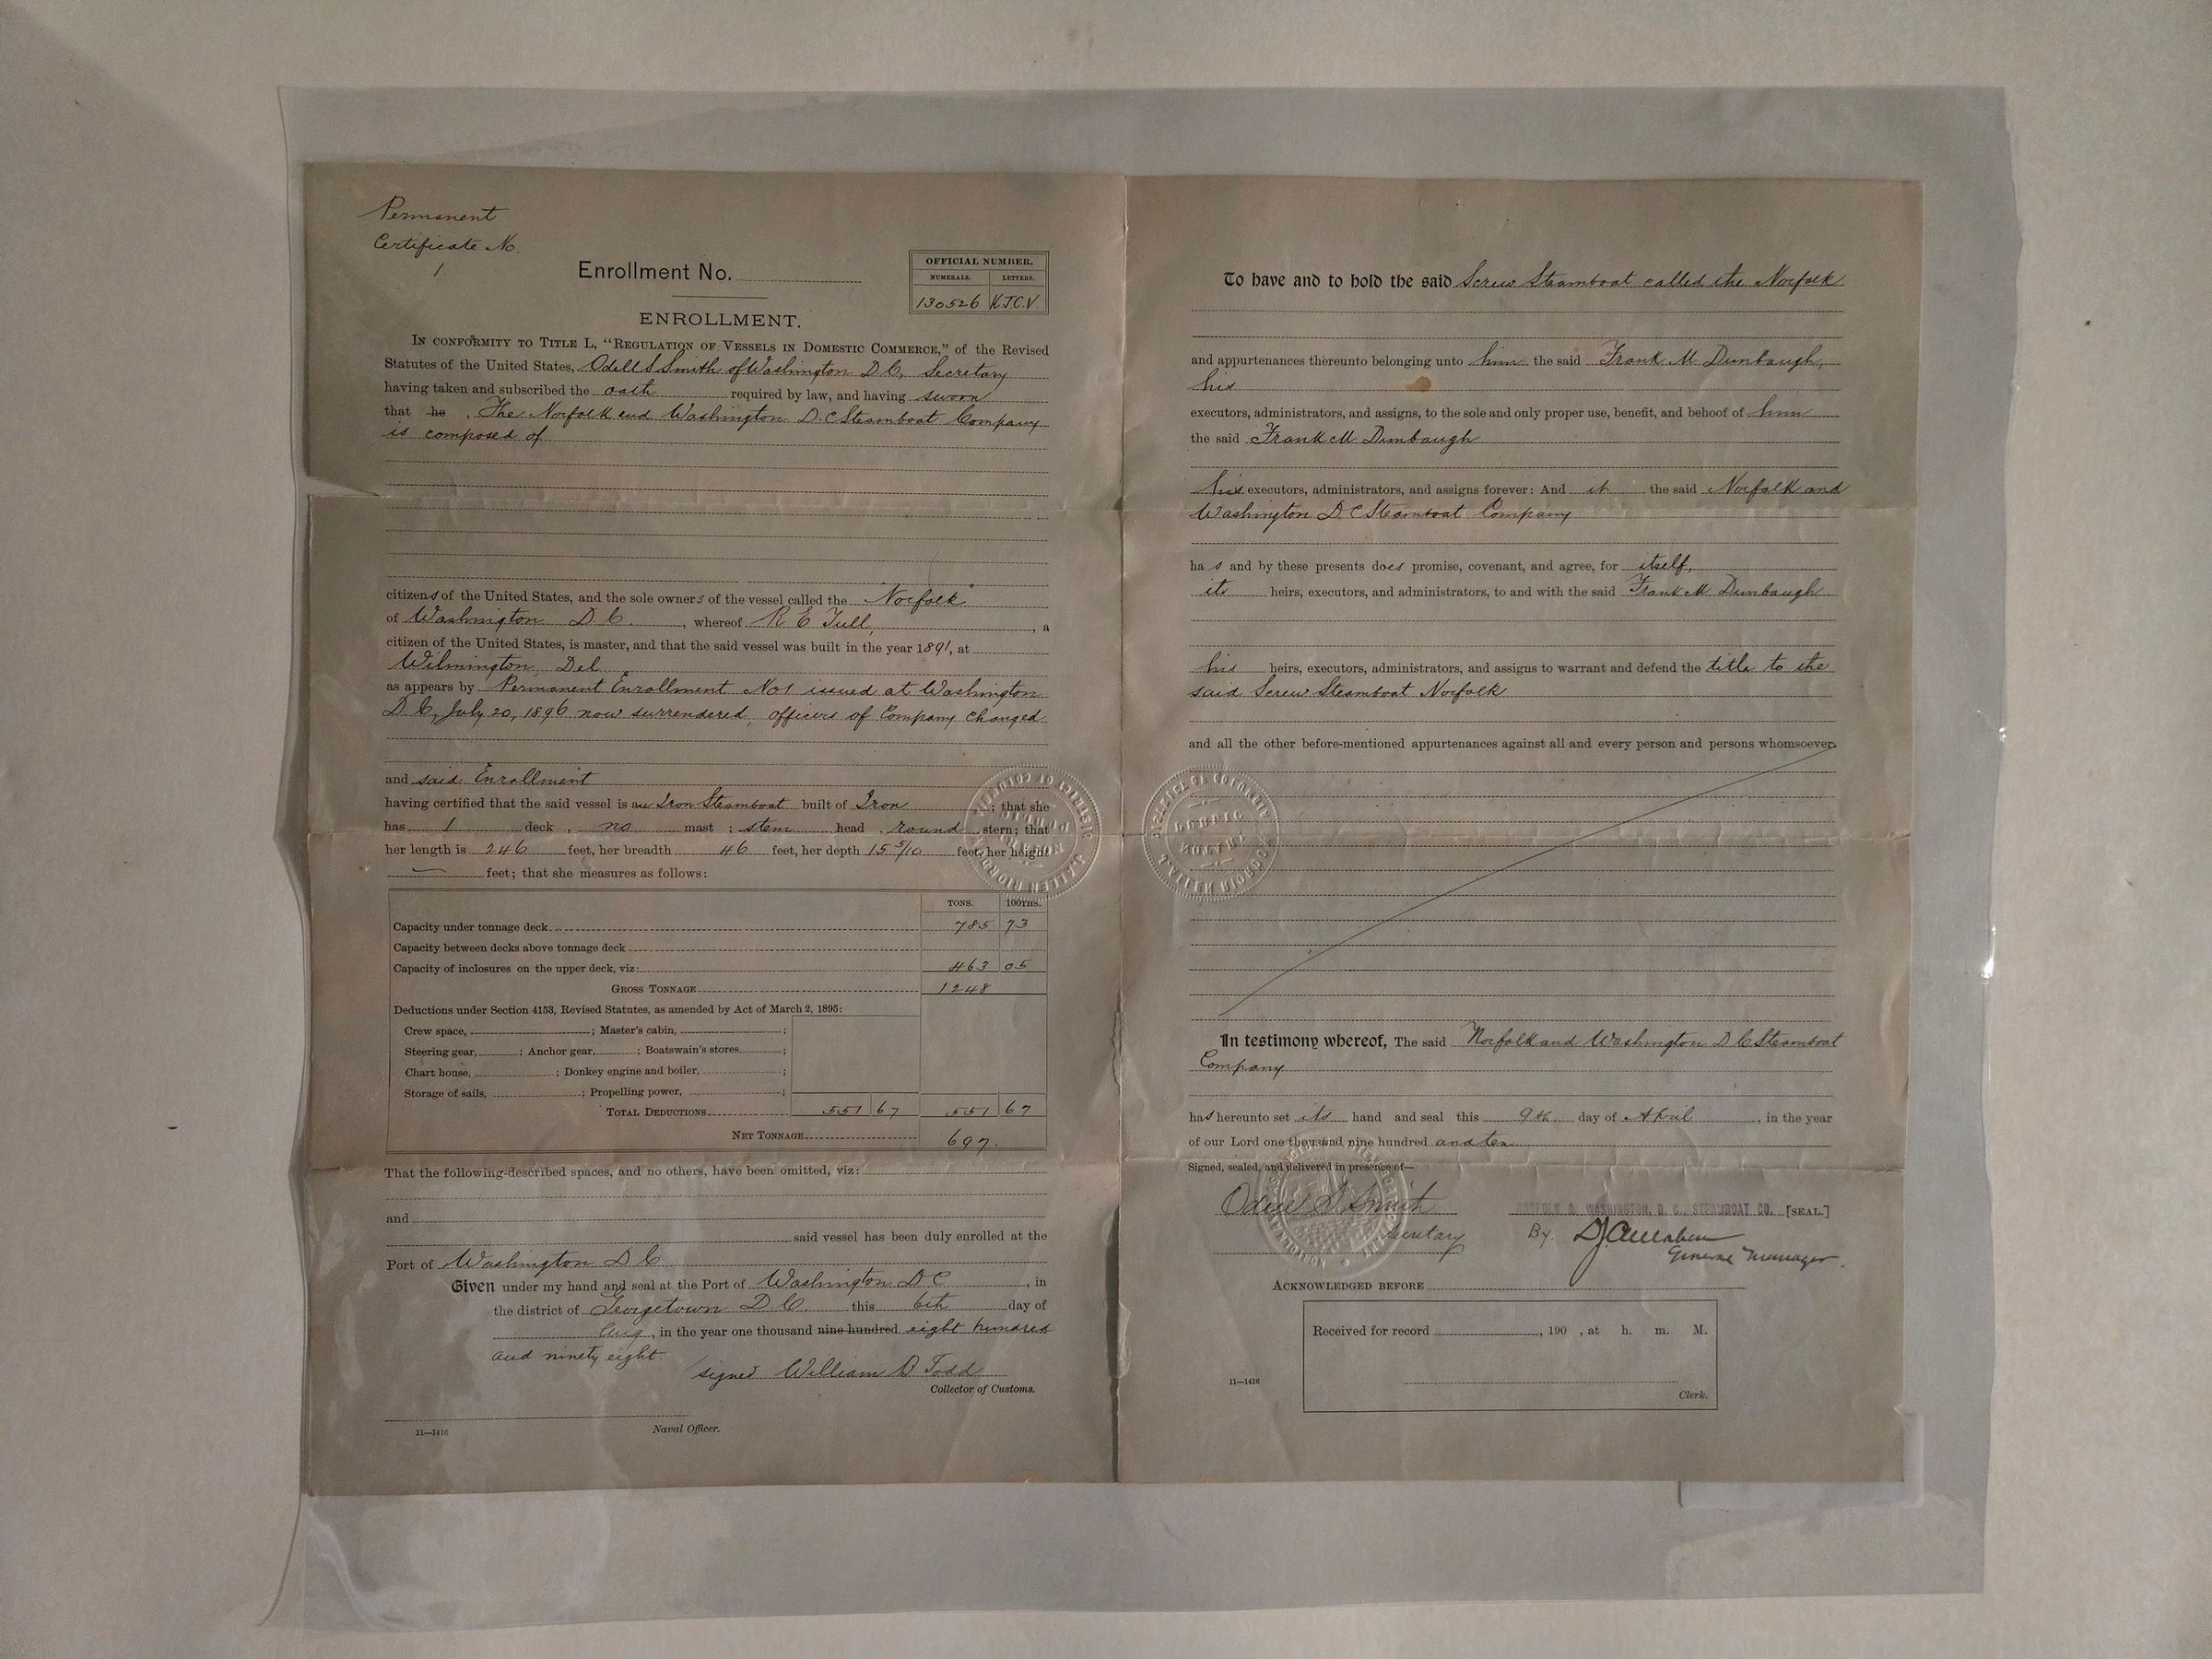 Permanent
Certificate No
1
Enrollment No.
OFFICIAL NUMBER.
NUMERALS. LETTERS.
130526 K.J.C.V
ENROLLMENT.
IN CONFORMITY TO TITLE L, “REGULATION OF VESSELS IN DOMESTIC COMMERCE,” of the Revised
Statutes of the United States, Odell S Smith of Washington D.C, Secretary
having taken and subscribed the oath required by law, and having sworn
that he , The Norfolk and Washington D.C Steamboat Company
is composed of
citizens of the United States, and the sole owners of the vessel called the Norfolk
of Washington D C. , whereof R E Tull, , a
citizen of the United States, is master, and that the said vessel was built in the year 1891, at
Wilmington, Del
as appears by Permanent Enrollment No 1 issued at Washington
D C, July 20, 1896 now surrendered, officers of Company changed
and said Enrollment
having certified that the said vessel is an Iron Steamboat built of Iron ; that she
has 1 deck , no mast ; stem head , round stern; that
her length is 246 feet, her breadth 46 feet, her depth 15 5/10 feet, her height
— feet; that she measures as follows:
TONS. 100THS.
Capacity under tonnage deck 785 73
Capacity between decks above tonnage deck
Capacity of inclosures on the upper deck, viz: 463 05
GROSS TONNAGE 1248
Deductions under Section 4153, Revised Statutes, as amended by Act of March 2, 1895:
Crew space, ; Master's cabin, ;
Steering gear, ; Anchor gear, ; Boatswain's stores, ;
Chart house, ; Donkey engine and boiler, ;
Storage of sails, ; Propelling power, ;
TOTAL DEDUCTIONS 551 67 551 67
NET TONNAGE 697.
That the following-described spaces, and no others, have been omitted, viz:
and
said vessel has been duly enrolled at the
Port of Washington D C
Given under my hand and seal at the Port of Washington D C , in
the district of Georgetown D.C. this 6th day of
Aug , in the year one thousand nine hundred eight hundred
and ninety eight.
signed William B Todd
Collector of Customs.
Naval Officer.
11—1416
To have and to hold the said Screw Steamboat called the Norfolk
and appurtenances thereunto belonging unto him the said Frank M Dunbaugh,
his
executors, administrators, and assigns, to the sole and only proper use, benefit, and behoof of him
the said Frank M Dunbaugh
his executors, administrators, and assigns forever: And it the said Norfolk and
Washington D C Steamboat Company
has and by these presents does promise, covenant, and agree, for itself,
its heirs, executors, and administrators, to and with the said Frank M Dunbaugh
his heirs, executors, administrators, and assigns to warrant and defend the title to the
said Screw Steamboat Norfolk
and all the other before-mentioned appurtenances against all and every person and persons whomsoever.
In testimony whereof, The said Norfolk and Washington D C Steamboat
Company
has hereunto set its hand and seal this 9th day of April , in the year
of our Lord one thousand nine hundred and ten
Signed, sealed, and delivered in presence of—
Odell S Smith
Secretary
NORFOLK & WASHINGTON, D. C., STEAMBOAT CO. [SEAL.]
By
General Manager.
ACKNOWLEDGED BEFORE
Received for record , 190 , at h. m. M.
Clerk.
11—1416